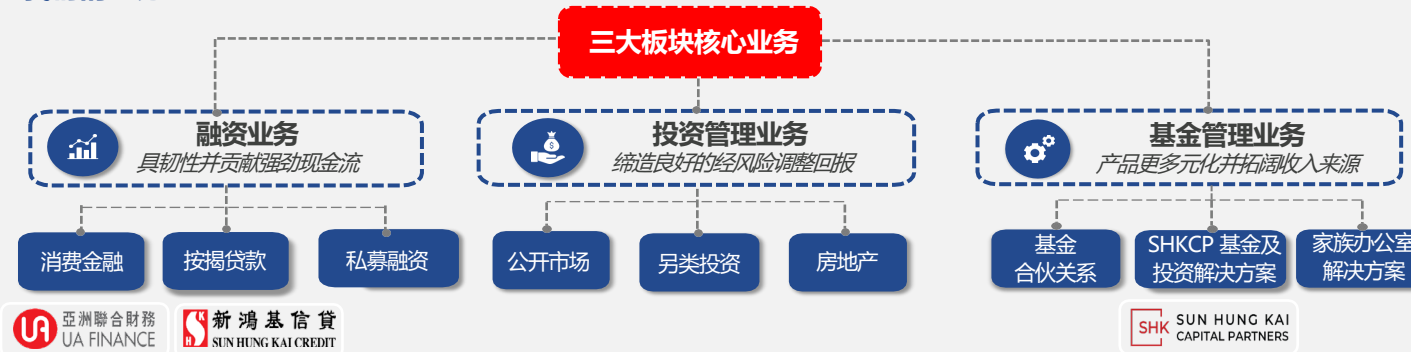 三大板块核心业务
融资业务
具韧性并贡献强劲现金流
投资管理业务
缔造良好的经风险调整回报
基金管理业务
产品更多元化并拓阔收入来源
消费金融
按揭贷款
私募融资
公开市场
另类投资
房地产
基金
合伙关系
SHKCP 基金及
投资解决方案
家族办公室
解决方案
UA
亞洲聯合財務
UA FINANCE
新鴻基信貸
SUN HUNG KAI CREDIT
SHK
SUN HUNG KAI
CAPITAL PARTNERS